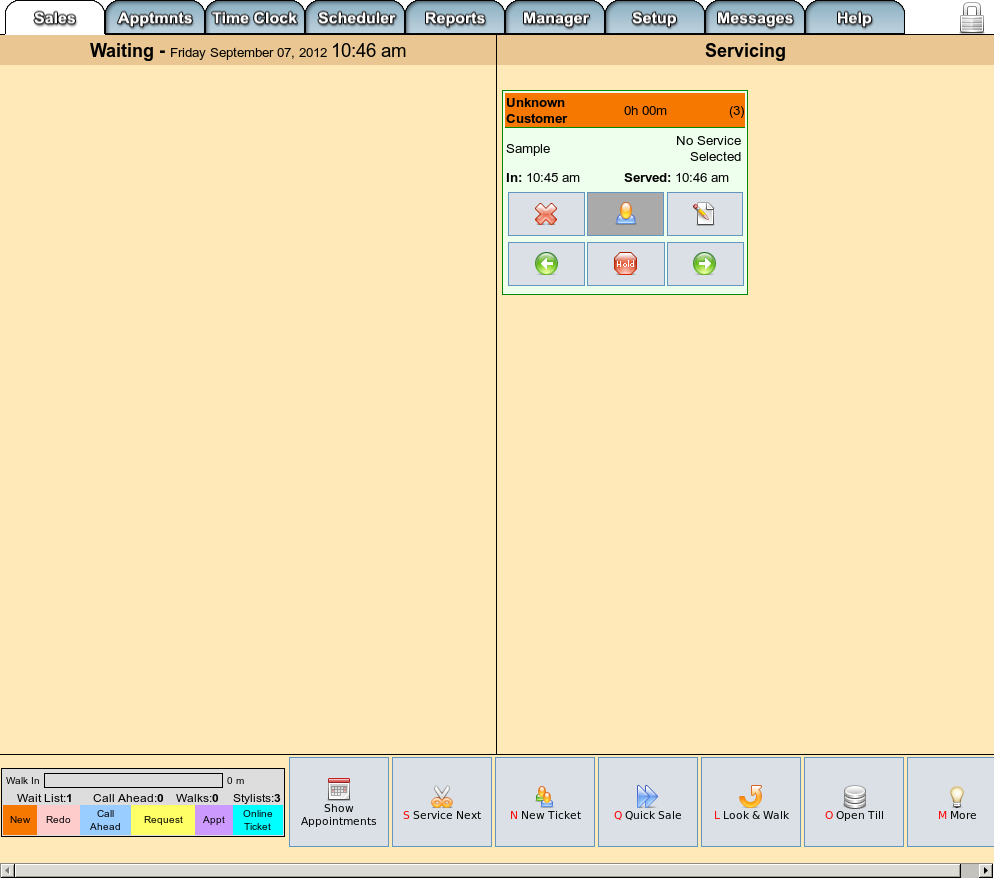 Sales Apptmnts Time Clock Scheduler Reports Manager Setup Messages Help
Waiting - Friday September 07, 2012 10:46 am
Servicing
Unknown
Customer
0h 00m
(3)
Sample
No Service
Selected
In: 10:45 am
Served: 10:46 am
Hold
Walk In
0 m
Wait List:1 Call Ahead:0 Walks:0 Stylists:3
New
Redo
Call
Ahead
Request
Appt
Online
Ticket
Show
Appointments
S Service Next
N New Ticket
Q Quick Sale
L Look & Walk
O Open Till
M More